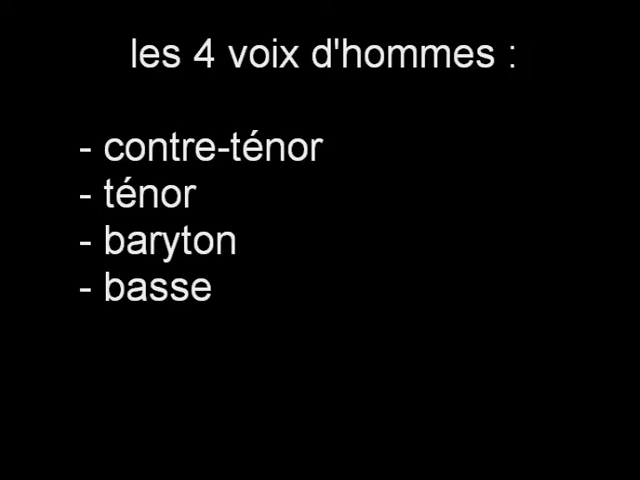 les 4 voix d'hommes :
- contre-ténor
- ténor
- baryton
- basse